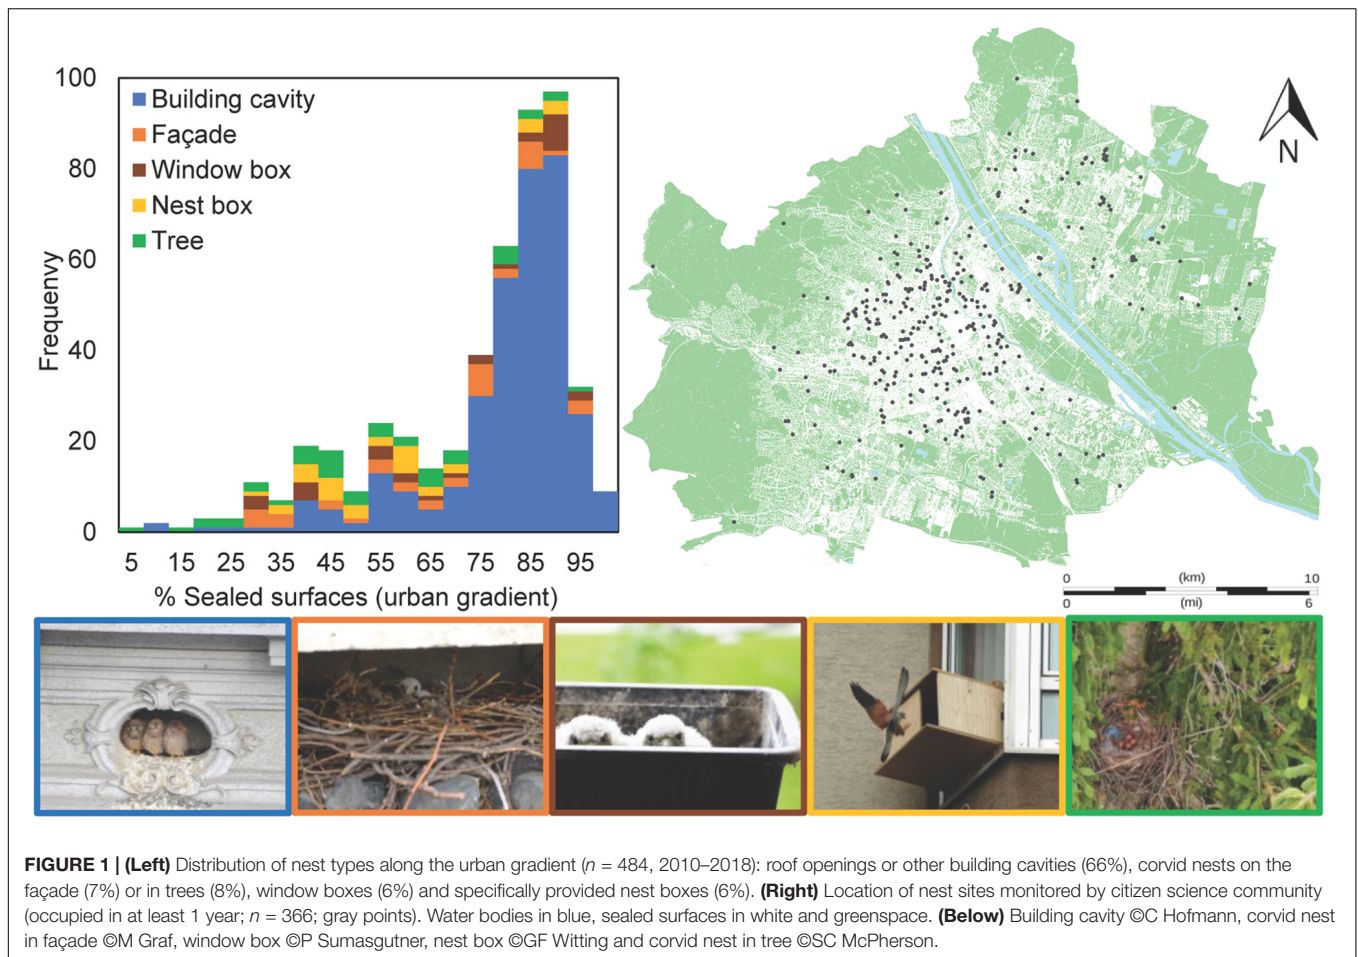 100
80
60
40
20
0
Frequenvy
Building cavity
Façade
Window box
Nest box
Tree
5 15 25 35 45 55 65 75 85 95
% Sealed surfaces (urban gradient)
N
0 (km) 10
0 (mi) 6
FIGURE 1 | (Left) Distribution of nest types along the urban gradient (n = 484, 2010–2018): roof openings or other building cavities (66%), corvid nests on the
façade (7%) or in trees (8%), window boxes (6%) and specifically provided nest boxes (6%). (Right) Location of nest sites monitored by citizen science community
(occupied in at least 1 year; n = 366; gray points). Water bodies in blue, sealed surfaces in white and greenspace. (Below) Building cavity ©C Hofmann, corvid nest
in façade ©M Graf, window box ©P Sumasgutner, nest box ©GF Witting and corvid nest in tree ©SC McPherson.